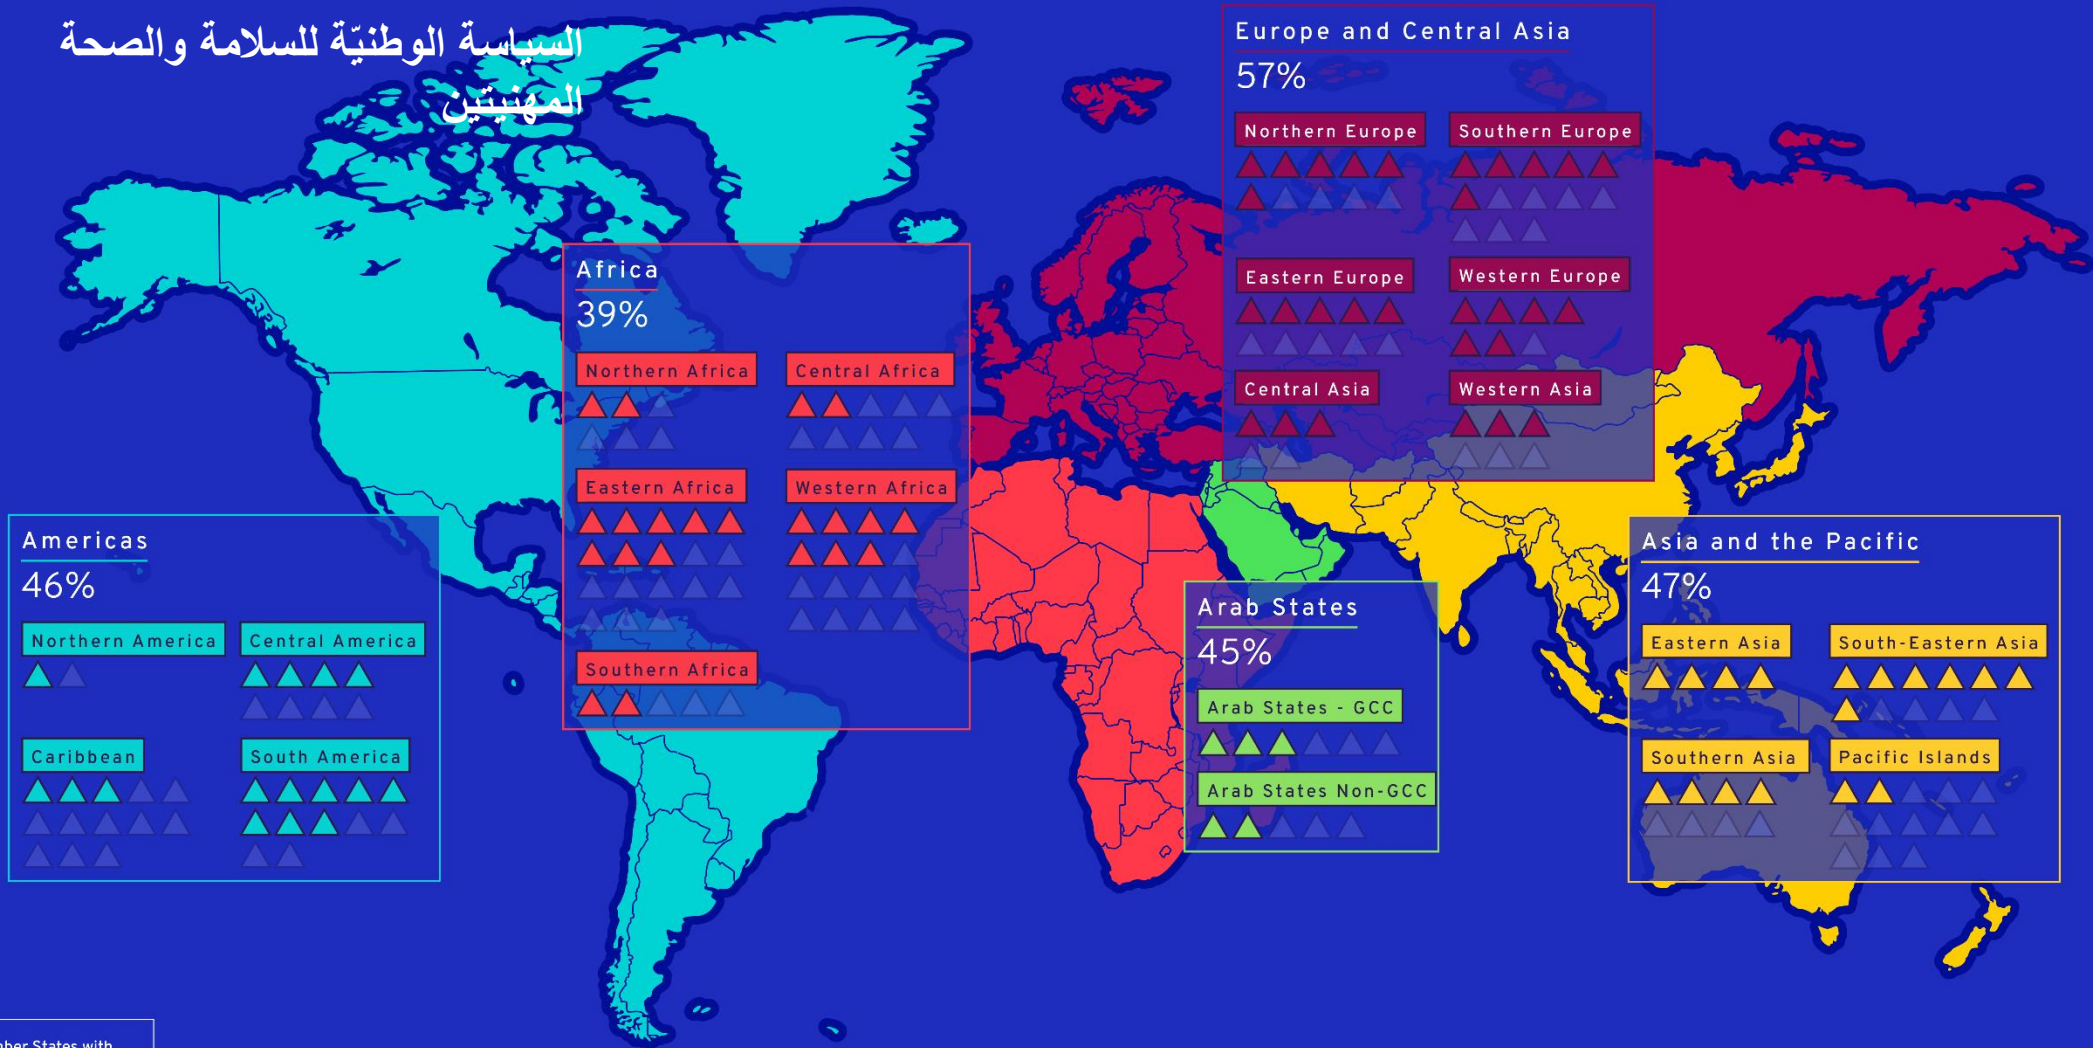 السياسة الوطنيّة للسلامة والصحة
المهنيتين
Europe and Central Asia
57%
Northern Europe
Southern Europe
Eastern Europe
Western Europe
Central Asia
Western Asia
Africa
39%
Northern Africa
Central Africa
Eastern Africa
Western Africa
Southern Africa
Americas
46%
Northern America
Central America
Caribbean
South America
Arab States
45%
Arab States - GCC
Arab States Non-GCC
Asia and the Pacific
47%
Eastern Asia
South-Eastern Asia
Southern Asia
Pacific Islands
States with